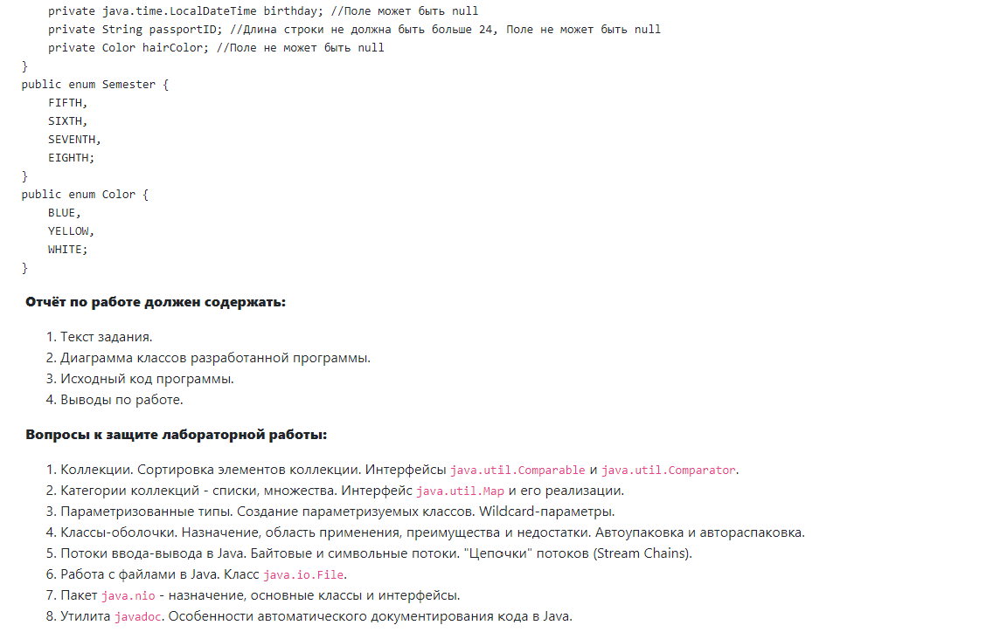 private java.time.LocalDateTime birthday; //Поле может быть null
    private String passportID; //Длина строки не должна быть больше 24, Поле не может быть null
    private Color hairColor; //Поле не может быть null
}
public enum Semester {
    FIFTH,
    SIXTH,
    SEVENTH,
    EIGHTH;
}
public enum Color {
    BLUE,
    YELLOW,
    WHITE;
}
Отчёт по работе должен содержать:
1. Текст задания.
2. Диаграмма классов разработанной программы.
3. Исходный код программы.
4. Выводы по работе.
Вопросы к защите лабораторной работы:
1. Коллекции. Сортировка элементов коллекции. Интерфейсы java.util.Comparable и java.util.Comparator.
2. Категории коллекций - списки, множества. Интерфейс java.util.Map и его реализации.
3. Параметризованные типы. Создание параметризуемых классов. Wildcard-параметры.
4. Классы-оболочки. Назначение, область применения, преимущества и недостатки. Автоупаковка и автораспаковка.
5. Потоки ввода-вывода в Java. Байтовые и символьные потоки. "Цепочки" потоков (Stream Chains).
6. Работа с файлами в Java. Класс java.io.File.
7. Пакет java.nio - назначение, основные классы и интерфейсы.
8. Утилита javadoc. Особенности автоматического документирования кода в Java.